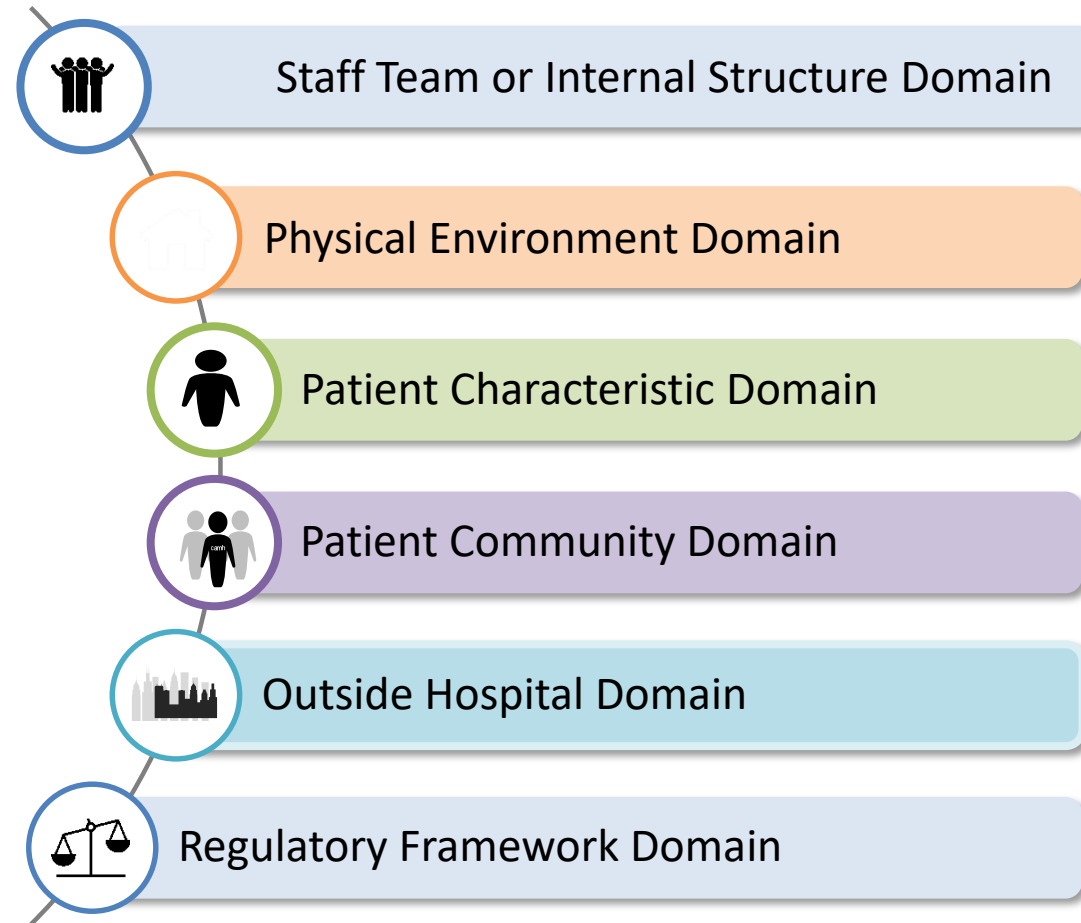 Staff Team or Internal Structure Domain
Physical Environment Domain
Patient Characteristic Domain
Patient Community Domain
camh
Outside Hospital Domain
Regulatory Framework Domain